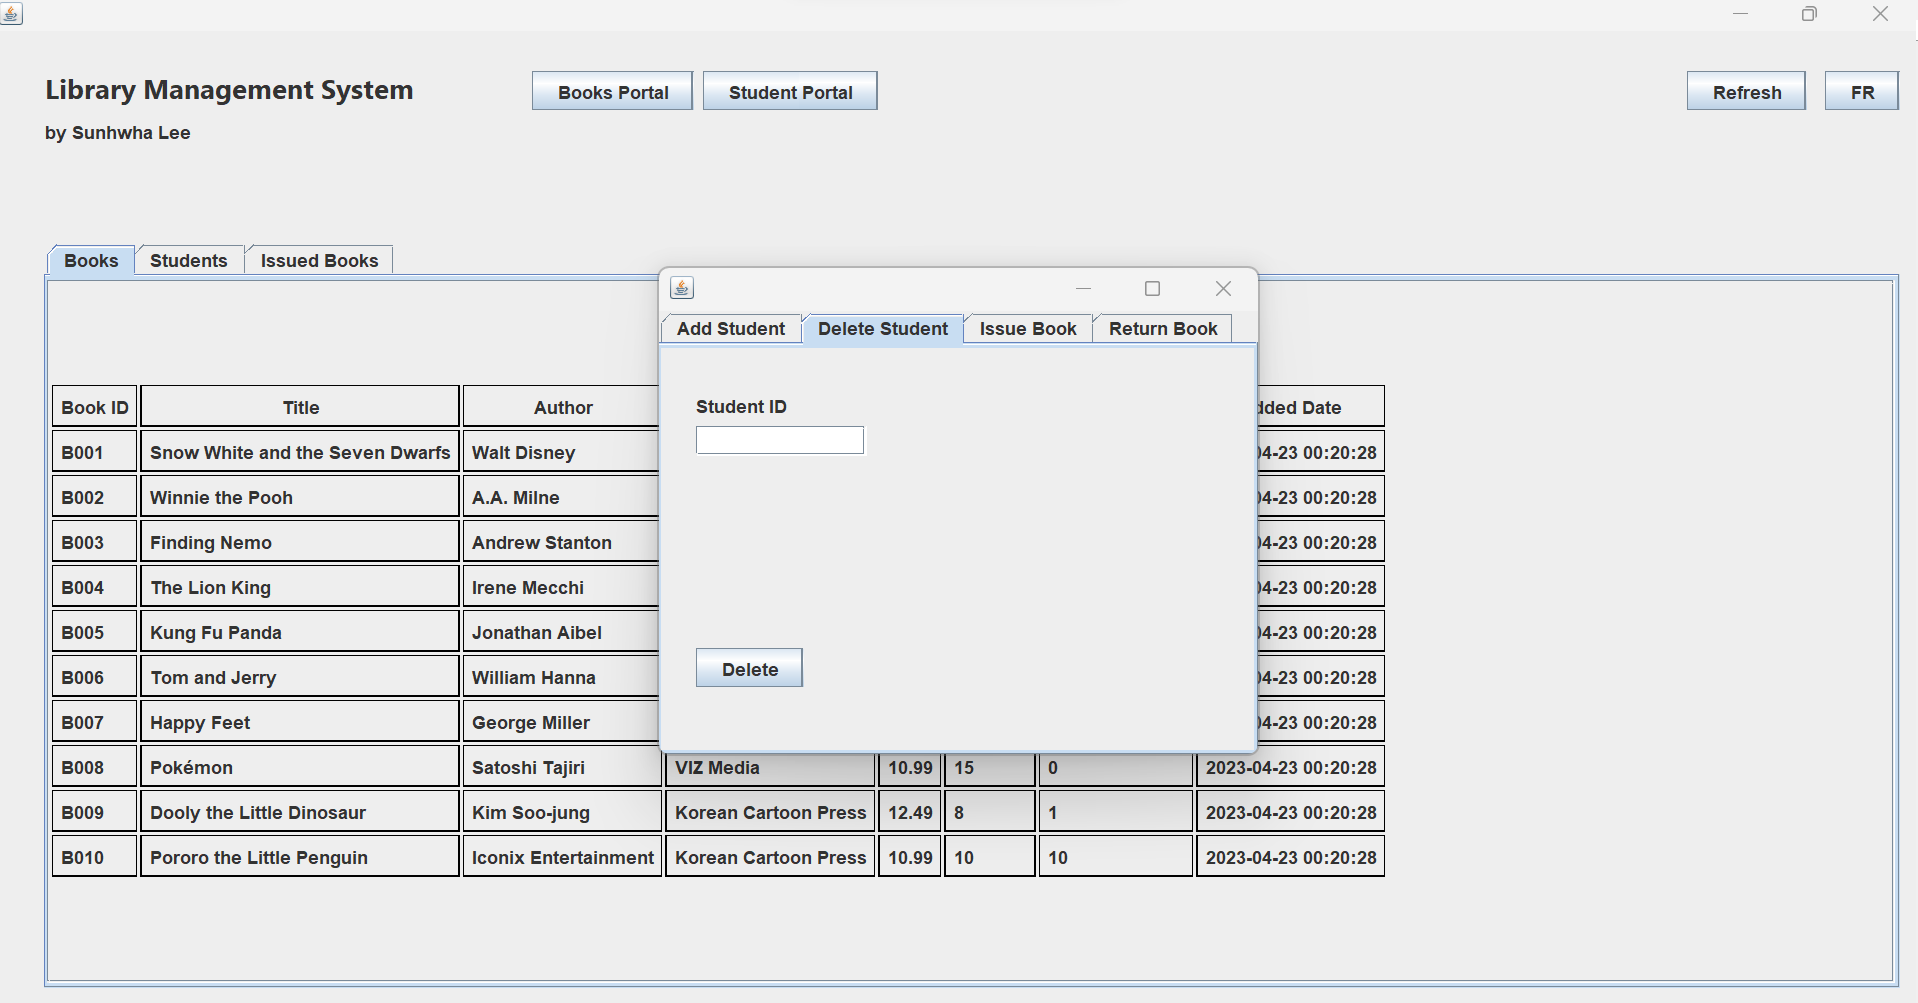 Library Management System
Books Portal
Student Portal
Refresh
FR
by Sunhwha Lee
Books
Students
Issued Books
Add Student
Delete Student
Issue Book
Return Book
Student ID
Delete
Book ID Title Author Date
B001 Snow White and the Seven Dwarfs Walt Disney 4-23 00:20:28
B002 Winnie the Pooh A.A. Milne 4-23 00:20:28
B003 Finding Nemo Andrew Stanton 4-23 00:20:28
B004 The Lion King Irene Mecchi 4-23 00:20:28
B005 Kung Fu Panda Jonathan Aibel 4-23 00:20:28
B006 Tom and Jerry William Hanna 4-23 00:20:28
B007 Happy Feet George Miller 4-23 00:20:28
B008 Pokémon Satoshi Tajiri VIZ Media 10.99 15 0 2023-04-23 00:20:28
B009 Dooly the Little Dinosaur Kim Soo-jung Korean Cartoon Press 12.49 8 1 2023-04-23 00:20:28
B010 Pororo the Little Penguin Iconix Entertainment Korean Cartoon Press 10.99 10 10 2023-04-23 00:20:28